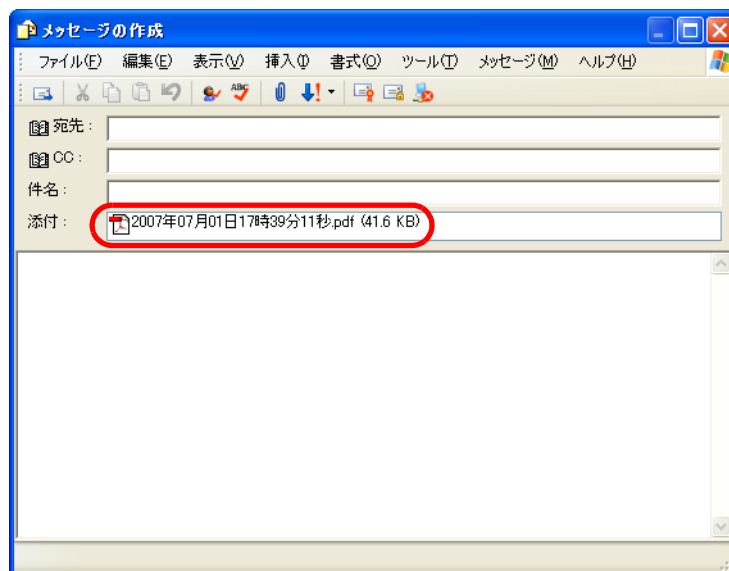 メッセージの作成
ファイル(F) 編集(E) 表示(V) 挿入(I) 書式(O) ツール(T) メッセージ(M) ヘルプ(H)
ABC
宛先:
CC:
件名:
添付: 2007年07月01日17時39分11秒.pdf (41.6 KB)